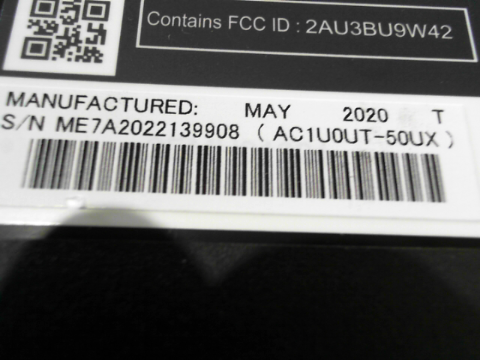 Contains FCC ID : 2AU3BU9W42
MANUFACTURED: MAY 2020 T
S/N ME7A2022139908 ( AC1U0UT-50UX )